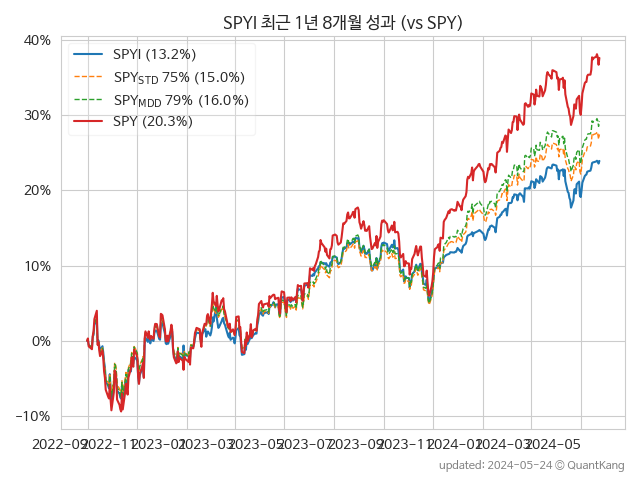 SPYI 최근 1년 8개월 성과 (vs SPY)
40%
30%
20%
10%
0%
−10%
SPYI (13.2%)
SPY_STD 75% (15.0%)
SPY_MDD 79% (16.0%)
SPY (20.3%)
2022-09 2022-11 2023-01 2023-03 2023-05 2023-07 2023-09 2023-11 2024-01 2024-03 2024-05
updated: 2024-05-24 © QuantKang